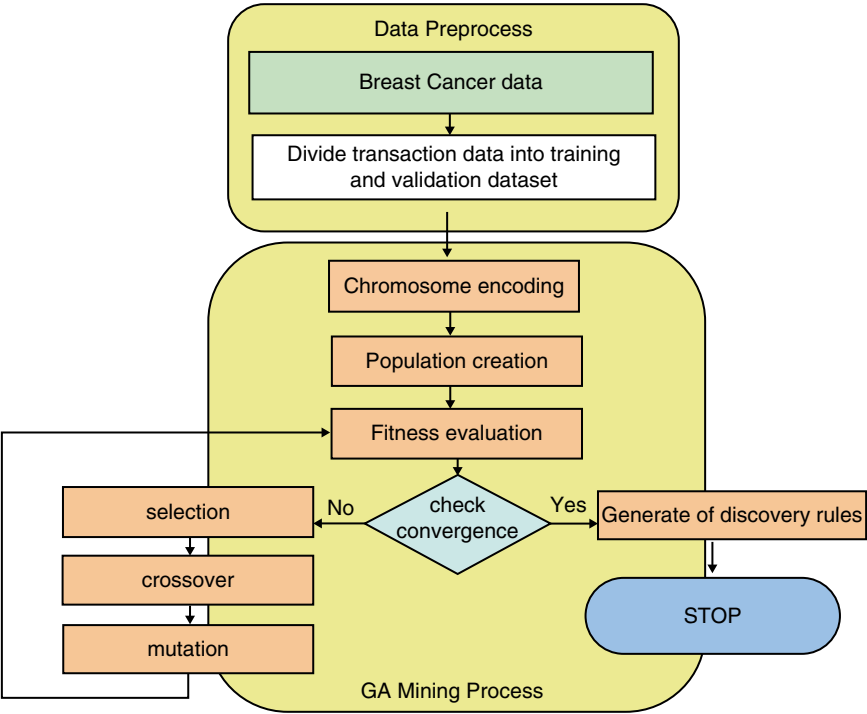 Data Preprocess
Breast Cancer data
Divide transaction data into training
and validation dataset
Chromosome encoding
Population creation
Fitness evaluation
check
convergence
No
Yes
selection
crossover
mutation
Generate of discovery rules
STOP
GA Mining Process